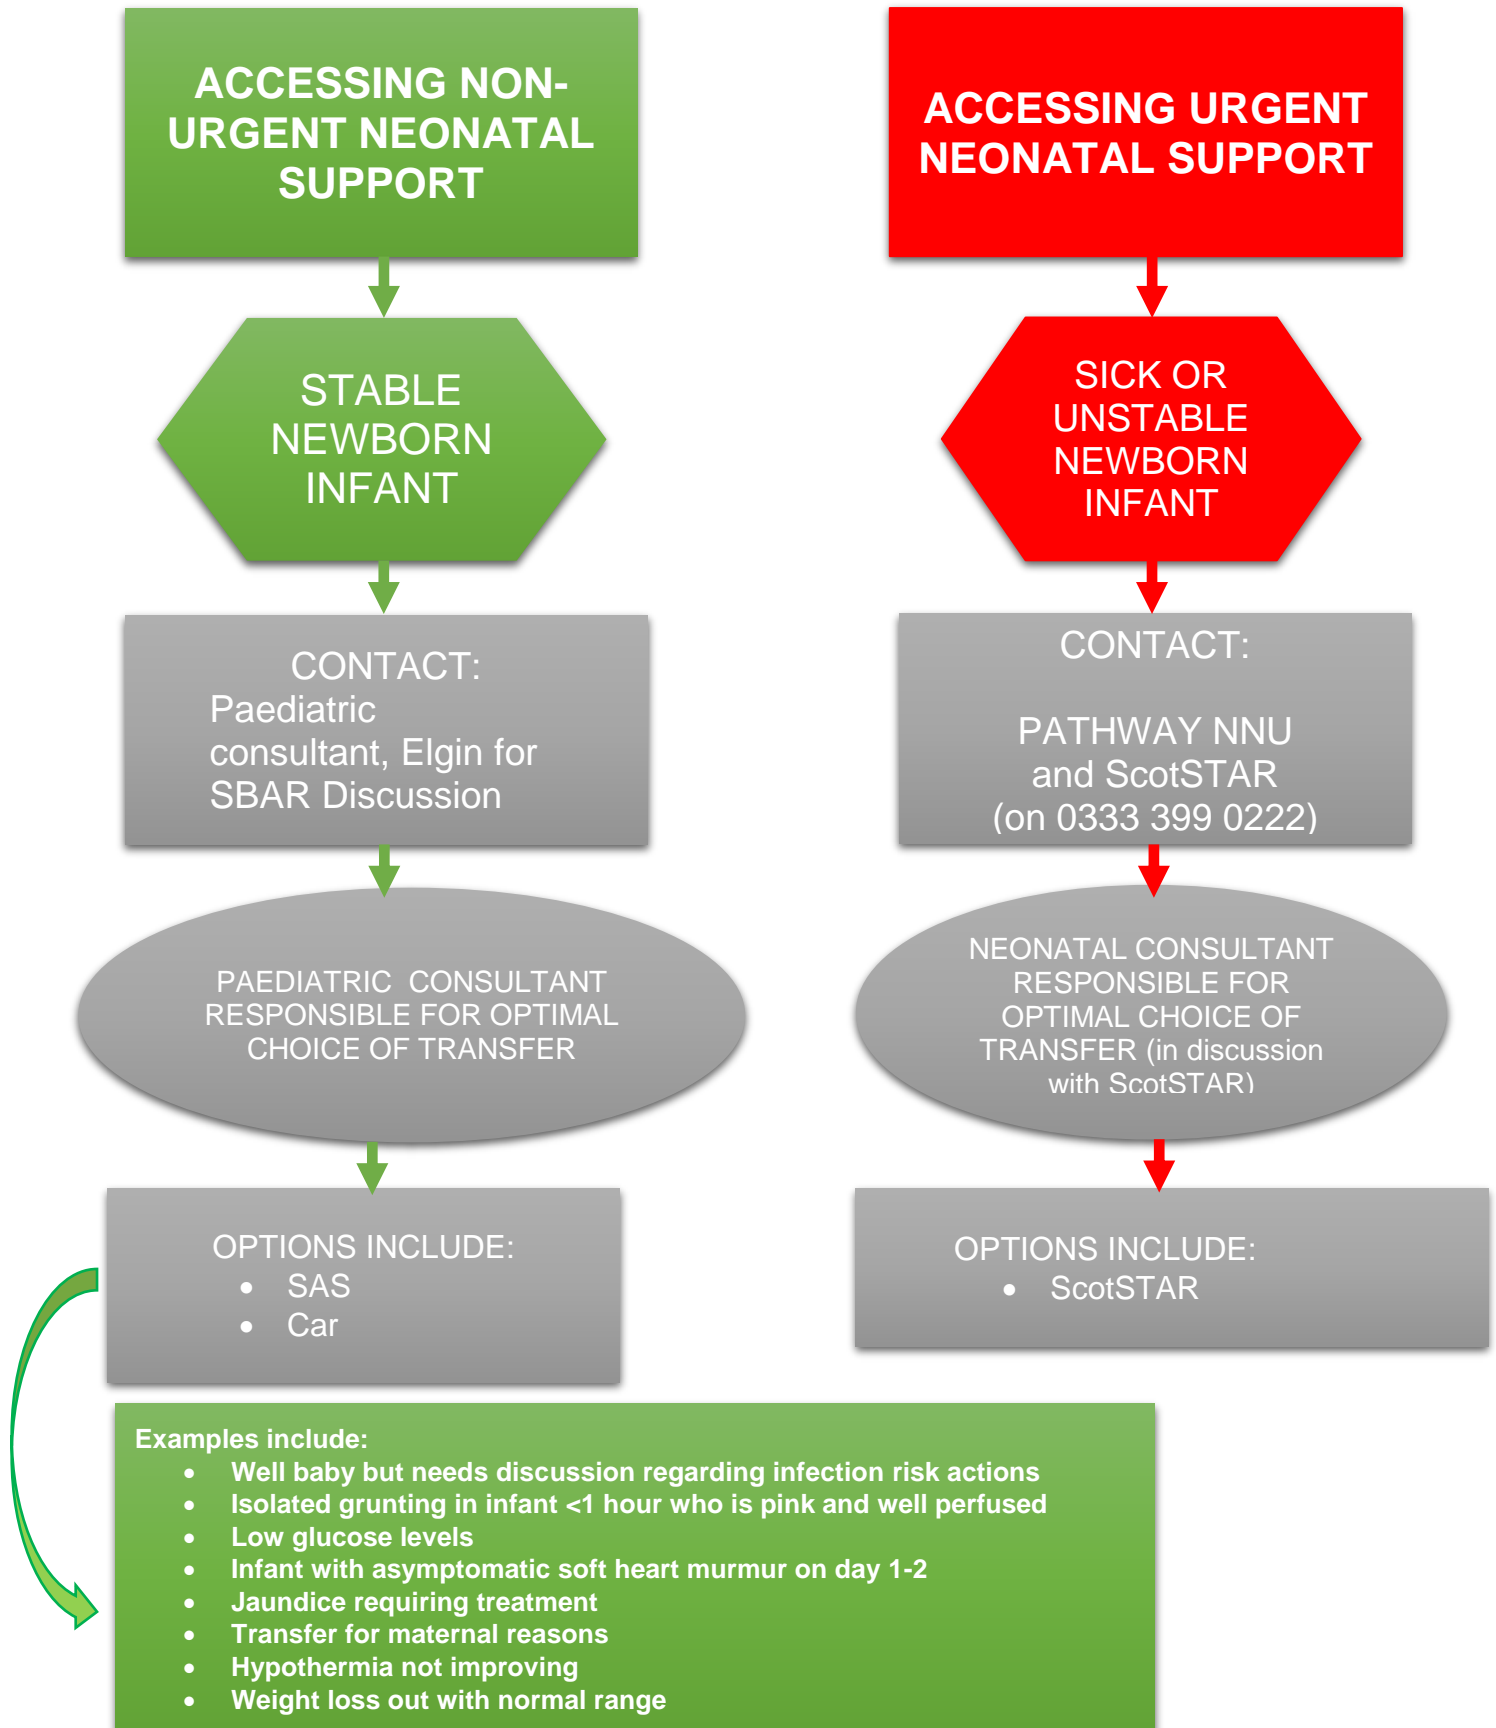 ACCESSING NON-
URGENT NEONATAL
SUPPORT
STABLE
NEWBORN
INFANT
CONTACT:
Paediatric
consultant, Elgin for
SBAR Discussion
PAEDIATRIC CONSULTANT
RESPONSIBLE FOR OPTIMAL
CHOICE OF TRANSFER
OPTIONS INCLUDE:
• SAS
• Car
Examples include:
• Well baby but needs discussion regarding infection risk actions
• Isolated grunting in infant <1 hour who is pink and well perfused
• Low glucose levels
• Infant with asymptomatic soft heart murmur on day 1-2
• Jaundice requiring treatment
• Transfer for maternal reasons
• Hypothermia not improving
• Weight loss out with normal range
ACCESSING URGENT
NEONATAL SUPPORT
SICK OR
UNSTABLE
NEWBORN
INFANT
CONTACT:
PATHWAY NNU
and ScotSTAR
(on 0333 399 0222)
NEONATAL CONSULTANT
RESPONSIBLE FOR
OPTIMAL CHOICE OF
TRANSFER (in discussion
with ScotSTAR)
OPTIONS INCLUDE:
• ScotSTAR